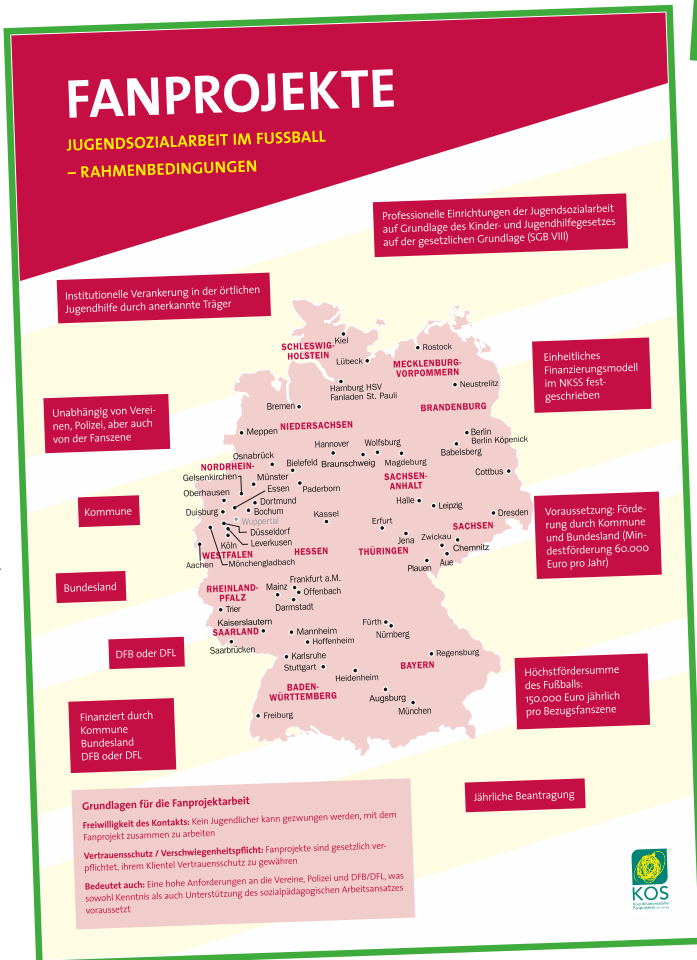 FANPROJEKTE
JUGENDSOZIALARBEIT IM FUSSBALL
– RAHMENBEDINGUNGEN
Professionelle Einrichtungen der Jugendsozialarbeit
auf Grundlage des Kinder- und Jugendhilfegesetzes
auf der gesetzlichen Grundlage (SGB VIII)
Institutionelle Verankerung in der örtlichen
Jugendhilfe durch anerkannte Träger
Einheitliches
Finanzierungsmodell
im NKSS fest-
geschrieben
Unabhängig von Verei-
nen, Polizei, aber auch
von der Fanszene
Kommune
Voraussetzung: Förde-
rung durch Kommune
und Bundesland (Min-
destförderung 60.000
Euro pro Jahr)
Bundesland
DFB oder DFL
Höchstfördersumme
des Fußballs:
150.000 Euro jährlich
pro Bezugsfanszene
Finanziert durch
Kommune
Bundesland
DFB oder DFL
Jährliche Beantragung
SCHLESWIG-
HOLSTEIN
Kiel
Lübeck
Rostock
MECKLENBURG-
VORPOMMERN
Neustrelitz
Hamburg HSV
Fanladen St. Pauli
Bremen
BRANDENBURG
Meppen
NIEDERSACHSEN
Berlin
Berlin Köpenick
Babelsberg
Hannover
Wolfsburg
Osnabrück
Bielefeld
Braunschweig
Magdeburg
NORDRHEIN-
Cottbus
Gelsenkirchen
Münster
SACHSEN-
ANHALT
Oberhausen
Essen
Paderborn
Dortmund
Halle
Leipzig
Duisburg
Bochum
Kassel
Dresden
Wuppertal
Erfurt
SACHSEN
Düsseldorf
Jena
Zwickau
Köln
Leverkusen
Chemnitz
WESTFALEN
HESSEN
THÜRINGEN
Aachen
Mönchengladbach
Plauen
Aue
RHEINLAND-
PFALZ
Mainz
Frankfurt a.M.
Offenbach
Trier
Darmstadt
Kaiserslautern
Fürth
SAARLAND
Mannheim
Nürnberg
Saarbrücken
Hoffenheim
Karlsruhe
Regensburg
Stuttgart
BAYERN
Heidenheim
BADEN-
WÜRTTEMBERG
Augsburg
München
Freiburg
Grundlagen für die Fanprojektarbeit
Freiwilligkeit des Kontakts: Kein Jugendlicher kann gezwungen werden, mit dem
Fanprojekt zusammen zu arbeiten
Vertrauensschutz / Verschwiegenheitspflicht: Fanprojekte sind gesetzlich ver-
pflichtet, ihrem Klientel Vertrauensschutz zu gewähren
Bedeutet auch: Eine hohe Anforderungen an die Vereine, Polizei und DFB/DFL, was
sowohl Kenntnis als auch Unterstützung des sozialpädagogischen Arbeitsansatzes
voraussetzt
KOS
Koordinationsstelle
Fanprojekte